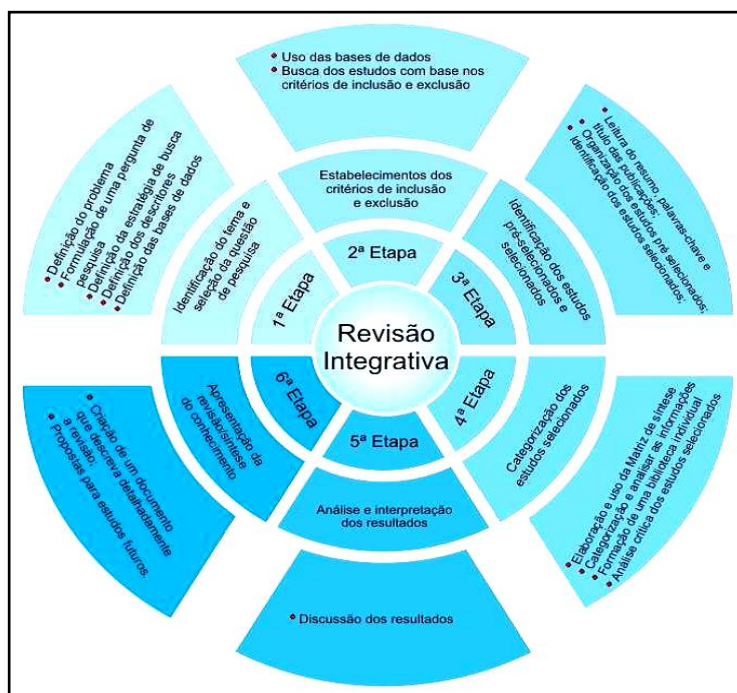 Revisão
Integrativa
1ª Etapa
Identificação do tema e
seleção da questão
de pesquisa
Definição do problema
Formulação de uma pergunta de
pesquisa
Definição da estratégia de busca
Definição dos descritores
Definição das bases de dados
2ª Etapa
Estabelecimentos dos
critérios de inclusão
e exclusão
Uso das bases de dados
Busca dos estudos com base nos
critérios de inclusão e exclusão
3ª Etapa
Identificação dos estudos
pré-selecionados e
selecionados
Leitura do resumo, palavras-chave e
título das publicações;
Organização dos estudos pré selecionados;
Identificação dos estudos selecionados;
4ª Etapa
Categorização dos
estudos selecionados
Elaboração e uso da Matriz de síntese
Categorização e analisar as informações
Formação de uma biblioteca individual
Análise crítica dos estudos selecionados
5ª Etapa
Análise e interpretação
dos resultados
Discussão dos resultados
6ª Etapa
Apresentação da
revisão/síntese
do conhecimento
Criação de um documento
que descreva detalhadamente
a revisão;
Propostas para estudos futuros.